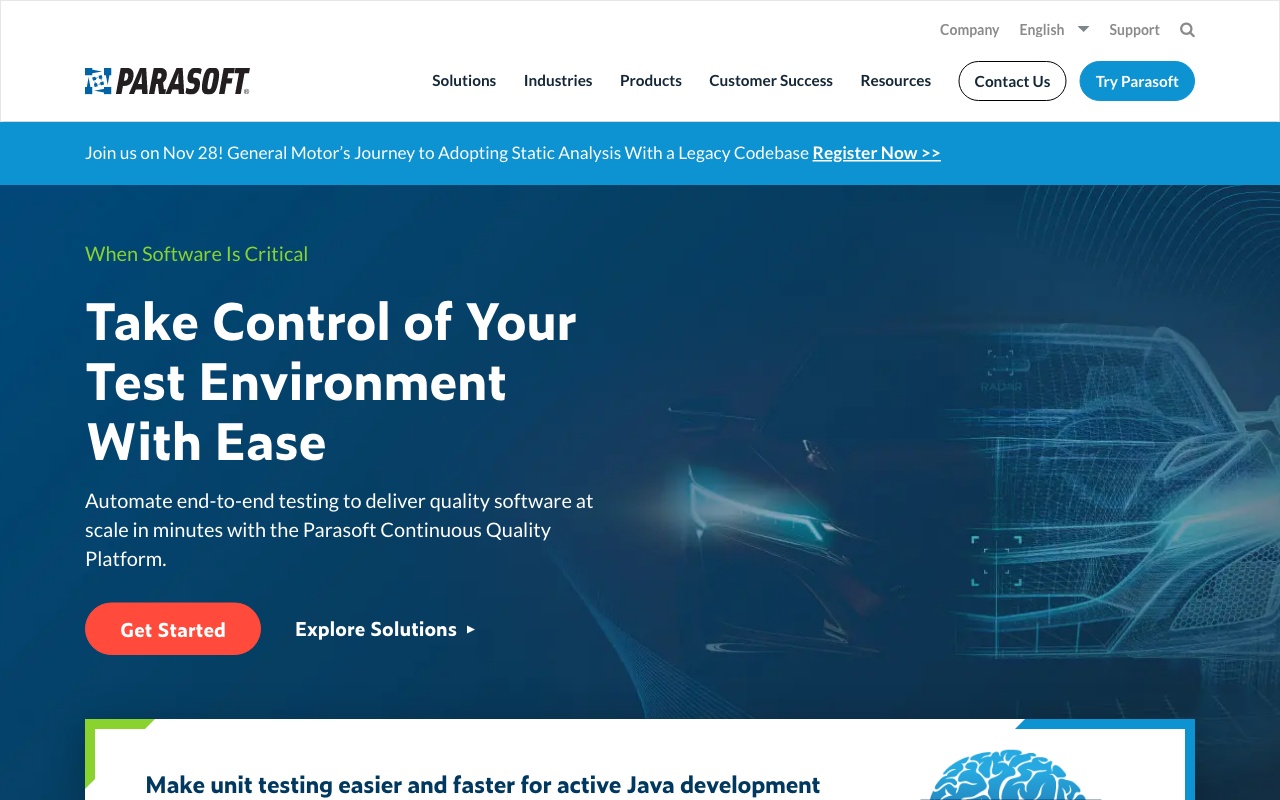 Company English Support
PARASOFT
Solutions Industries Products Customer Success Resources Contact Us Try Parasoft
Join us on Nov 28! General Motor’s Journey to Adopting Static Analysis With a Legacy Codebase Register Now >>
When Software Is Critical
Take Control of Your
Test Environment
With Ease
Automate end-to-end testing to deliver quality software at
scale in minutes with the Parasoft Continuous Quality
Platform.
RADAR
Get Started Explore Solutions
Make unit testing easier and faster for active Java development